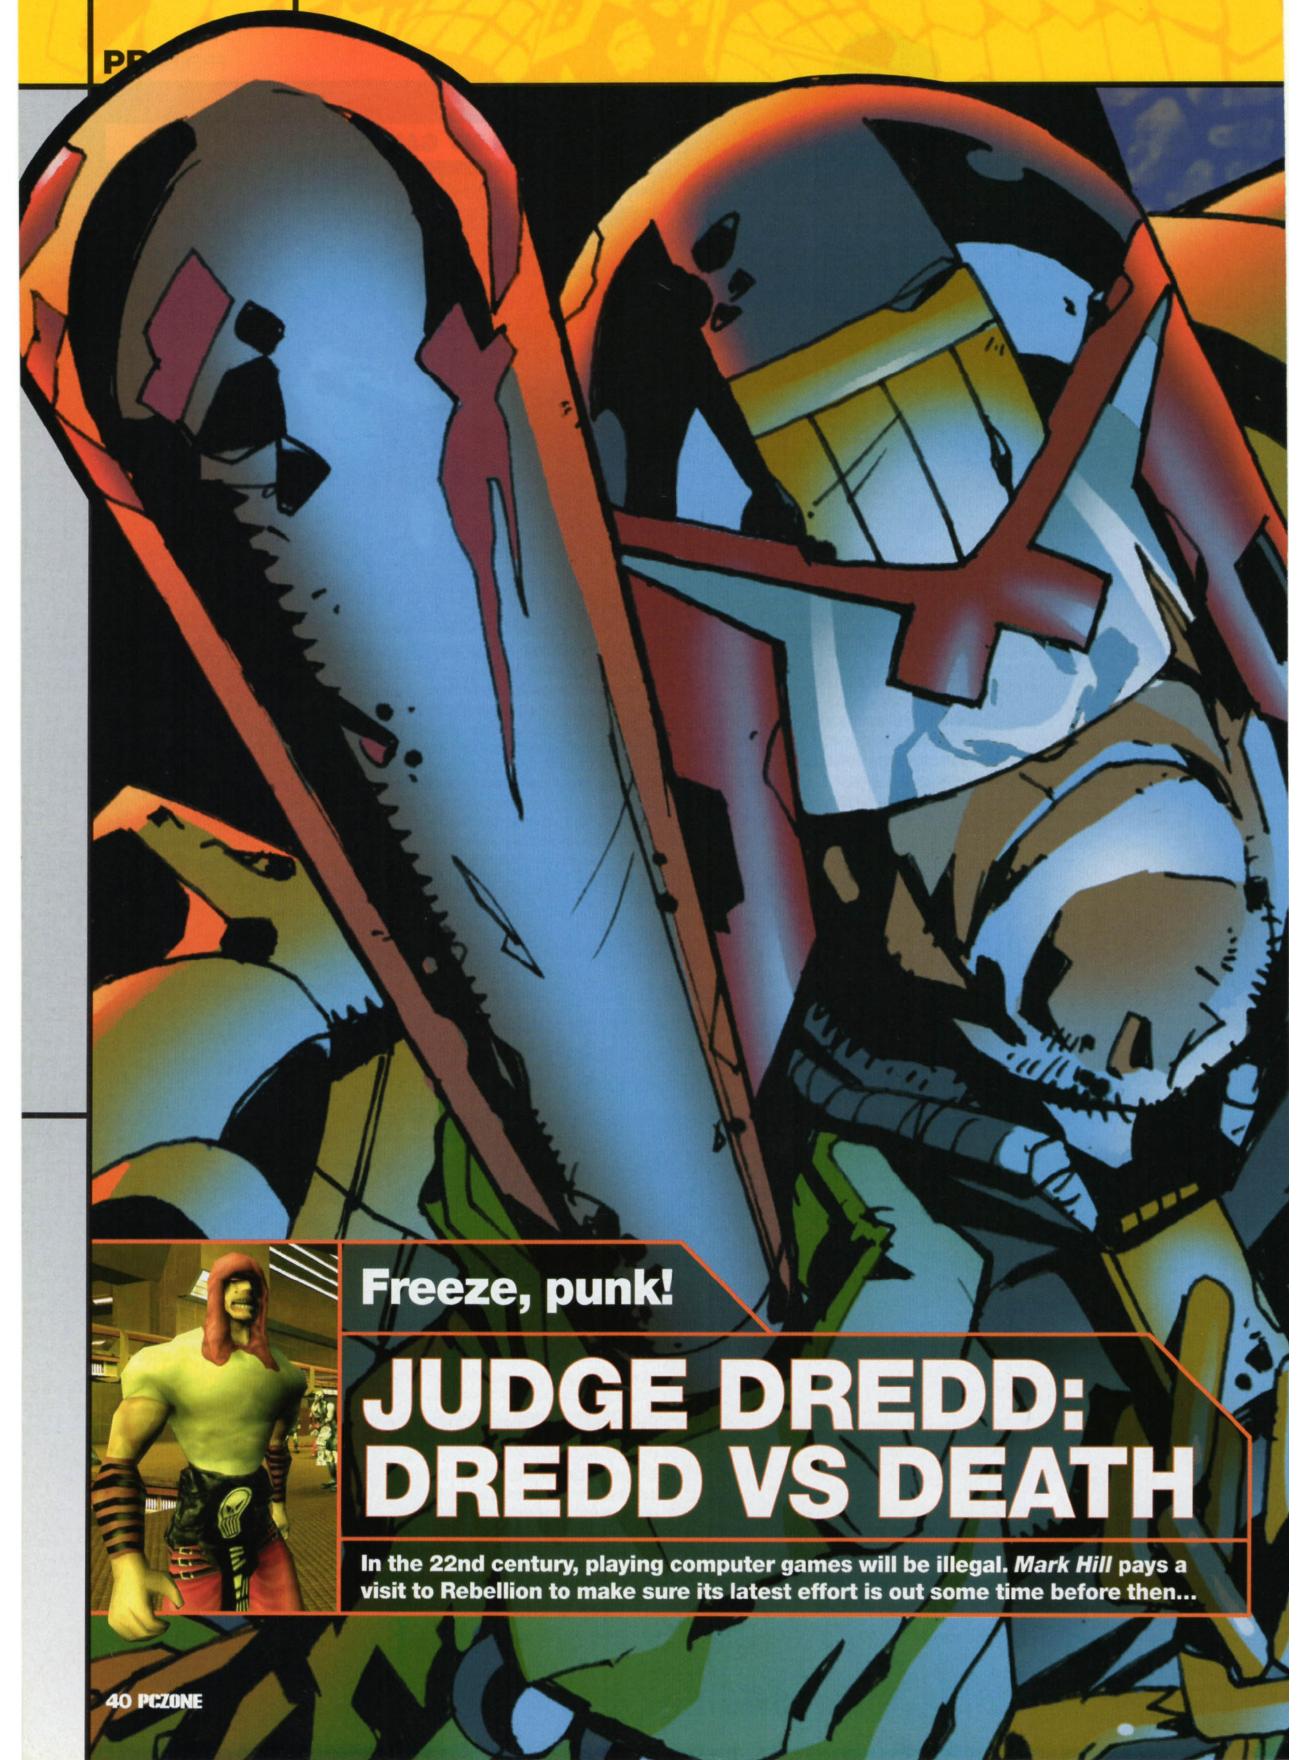 PR
Freeze, punk!
JUDGE DREDD:
DREDD VS DEATH
In the 22nd century, playing computer games will be illegal. Mark Hill pays a
visit to Rebellion to make sure its latest effort is out some time before then...
40 PCZONE